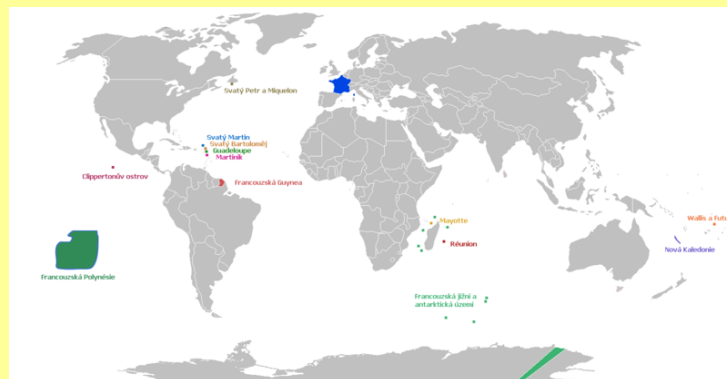 Svatý Petr a Miquelon
Svatý Martin
Svatý Bartoloměj
Guadeloupe
Martinik
Clippertonův ostrov
Francouzská Guynea
Mayotte
Wallis a Futu
Réunion
Nová Kaledonie
Francouzská Polynésie
Francouzská jižní a
antarktická území